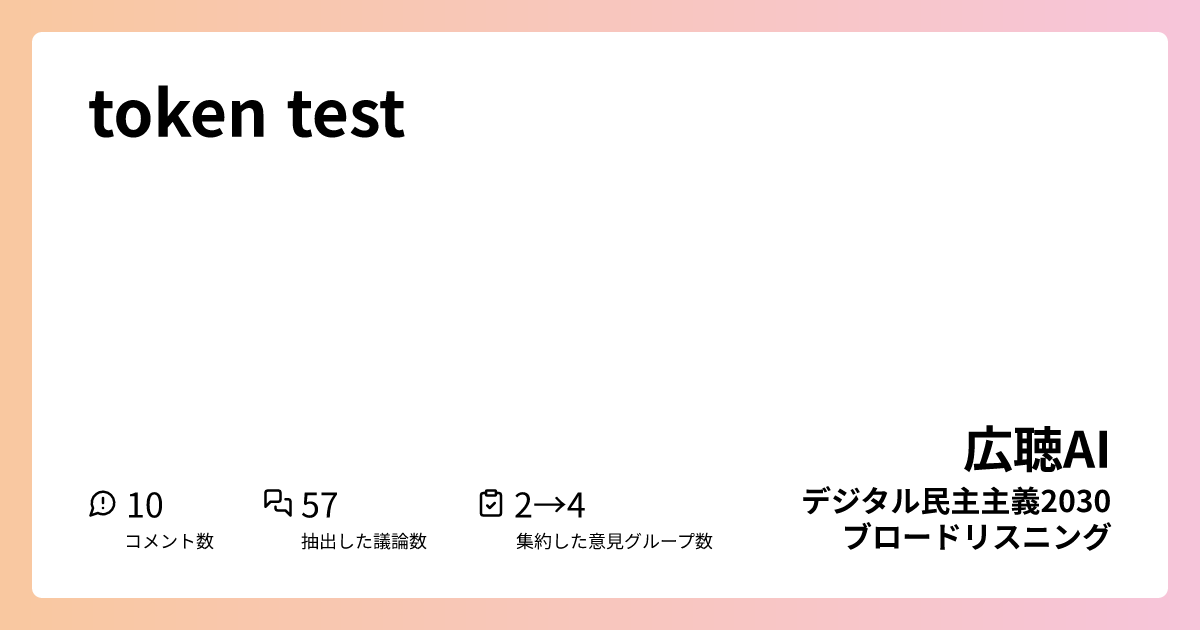 token test
広聴AI
デジタル民主主義2030
ブロードリスニング
10
コメント数
57
抽出した議論数
2→4
集約した意見グループ数